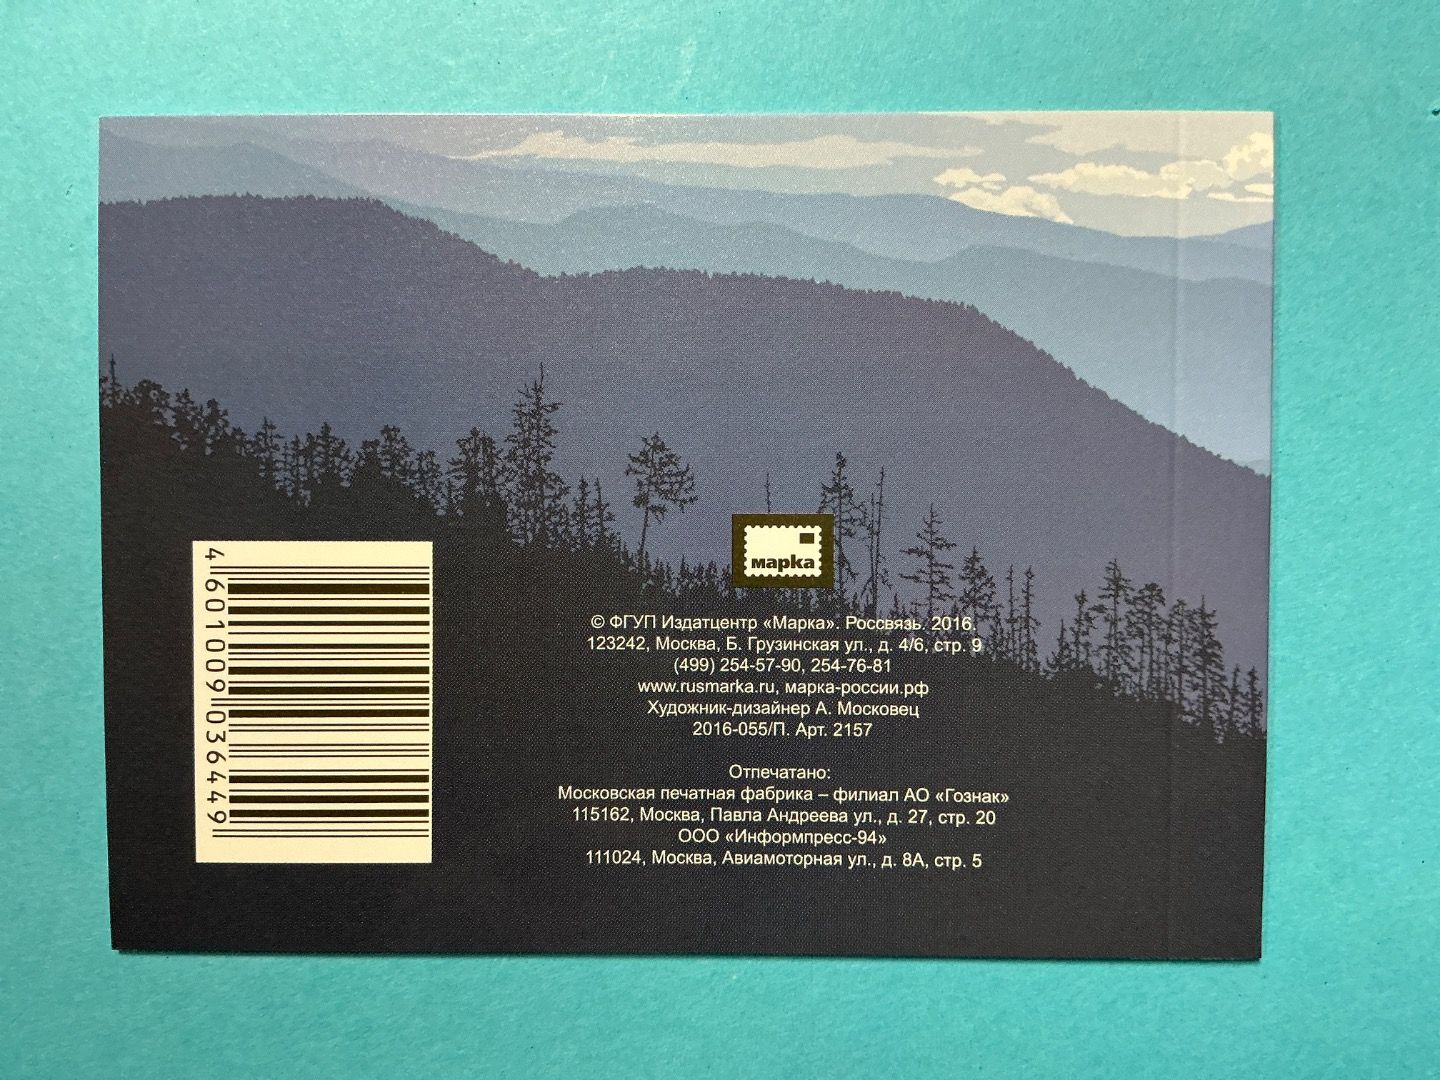 марка
© ФГУП Издатцентр «Марка». Россвязь. 2016.
123242, Москва, Б. Грузинская ул., д. 4/6, стр. 9
(499) 254-57-90, 254-76-81
www.rusmarka.ru, марка-россии.рф
Художник-дизайнер А. Московец
2016-055/П. Арт. 2157
Отпечатано:
Московская печатная фабрика – филиал АО «Гознак»
115162, Москва, Павла Андреева ул., д. 27, стр. 20
ООО «Информпресс-94»
111024, Москва, Авиамоторная ул., д. 8А, стр. 5
4 601009 036449